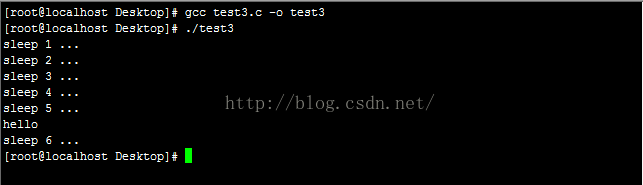 [root@localhost Desktop]# gcc test3.c -o test3
[root@localhost Desktop]# ./test3
sleep 1 ...
sleep 2 ...
sleep 3 ...
sleep 4 ...
sleep 5 ...
http://blog.csdn.net/
hello
sleep 6 ...
[root@localhost Desktop]#